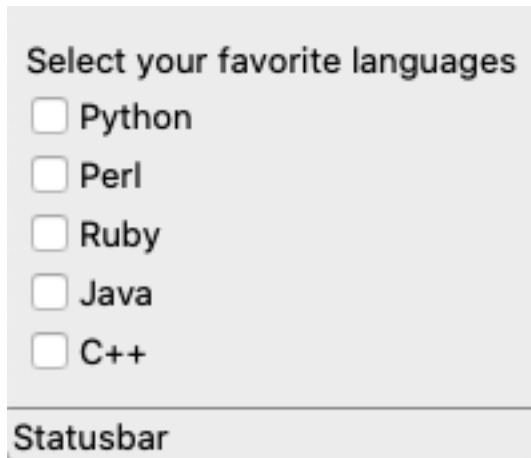 Select your favorite languages
Python
Perl
Ruby
Java
C++
Statusbar